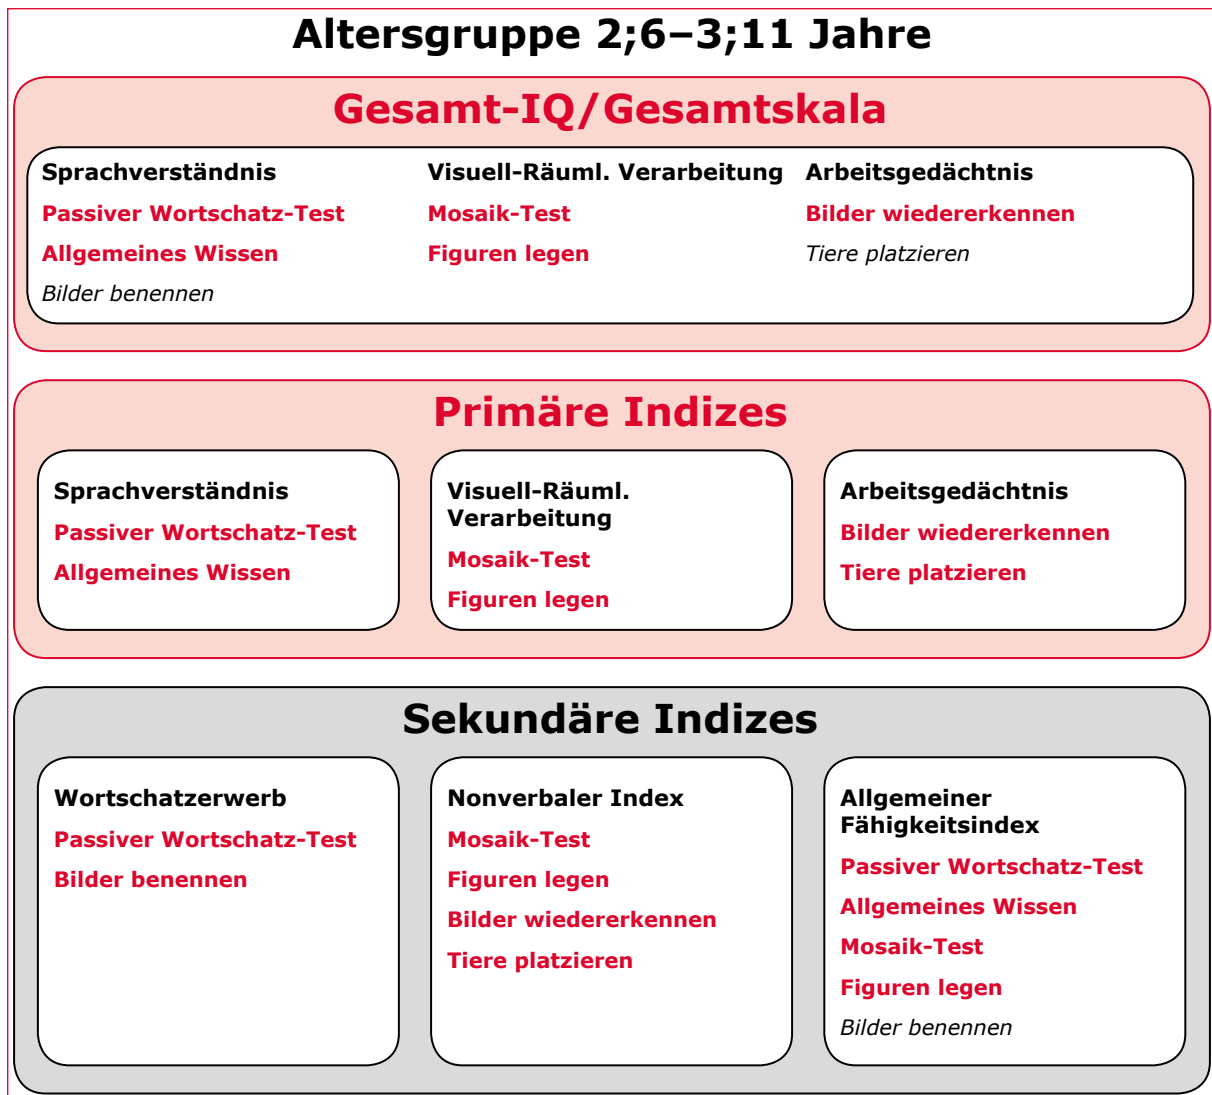 Altersgruppe 2;6–3;11 Jahre
Gesamt-IQ/Gesamtskala
Sprachverständnis
Passiver Wortschatz-Test
Allgemeines Wissen
Bilder benennen
Visuell-Räuml. Verarbeitung
Mosaik-Test
Figuren legen
Arbeitsgedächtnis
Bilder wiedererkennen
Tiere platzieren
Primäre Indizes
Sprachverständnis
Passiver Wortschatz-Test
Allgemeines Wissen
Visuell-Räuml.
Verarbeitung
Mosaik-Test
Figuren legen
Arbeitsgedächtnis
Bilder wiedererkennen
Tiere platzieren
Sekundäre Indizes
Wortschatzerwerb
Passiver Wortschatz-Test
Bilder benennen
Nonverbaler Index
Mosaik-Test
Figuren legen
Bilder wiedererkennen
Tiere platzieren
Allgemeiner
Fähigkeitsindex
Passiver Wortschatz-Test
Allgemeines Wissen
Mosaik-Test
Figuren legen
Bilder benennen